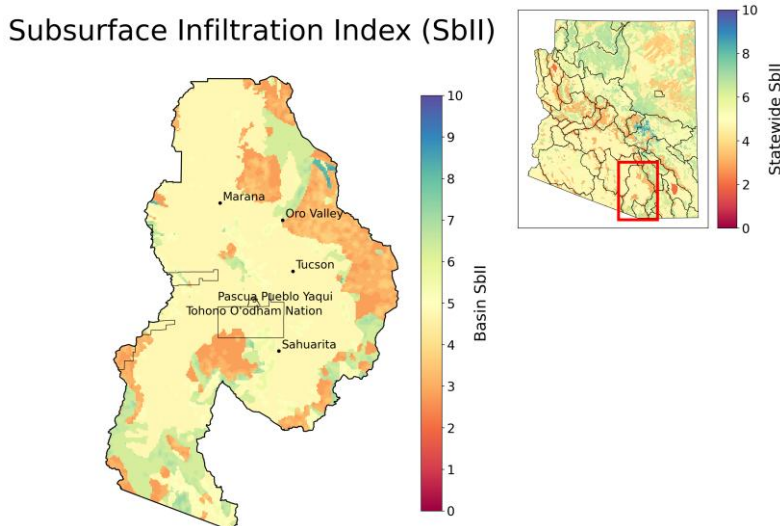 Subsurface Infiltration Index (SbII)
Marana
Oro Valley
Tucson
Pascua Pueblo Yaqui
Tohono O'odham Nation
Sahuarita
10
9
8
7
6
5
4
3
2
1
0
Basin SbII
10
8
6
4
2
0
Statewide SbII